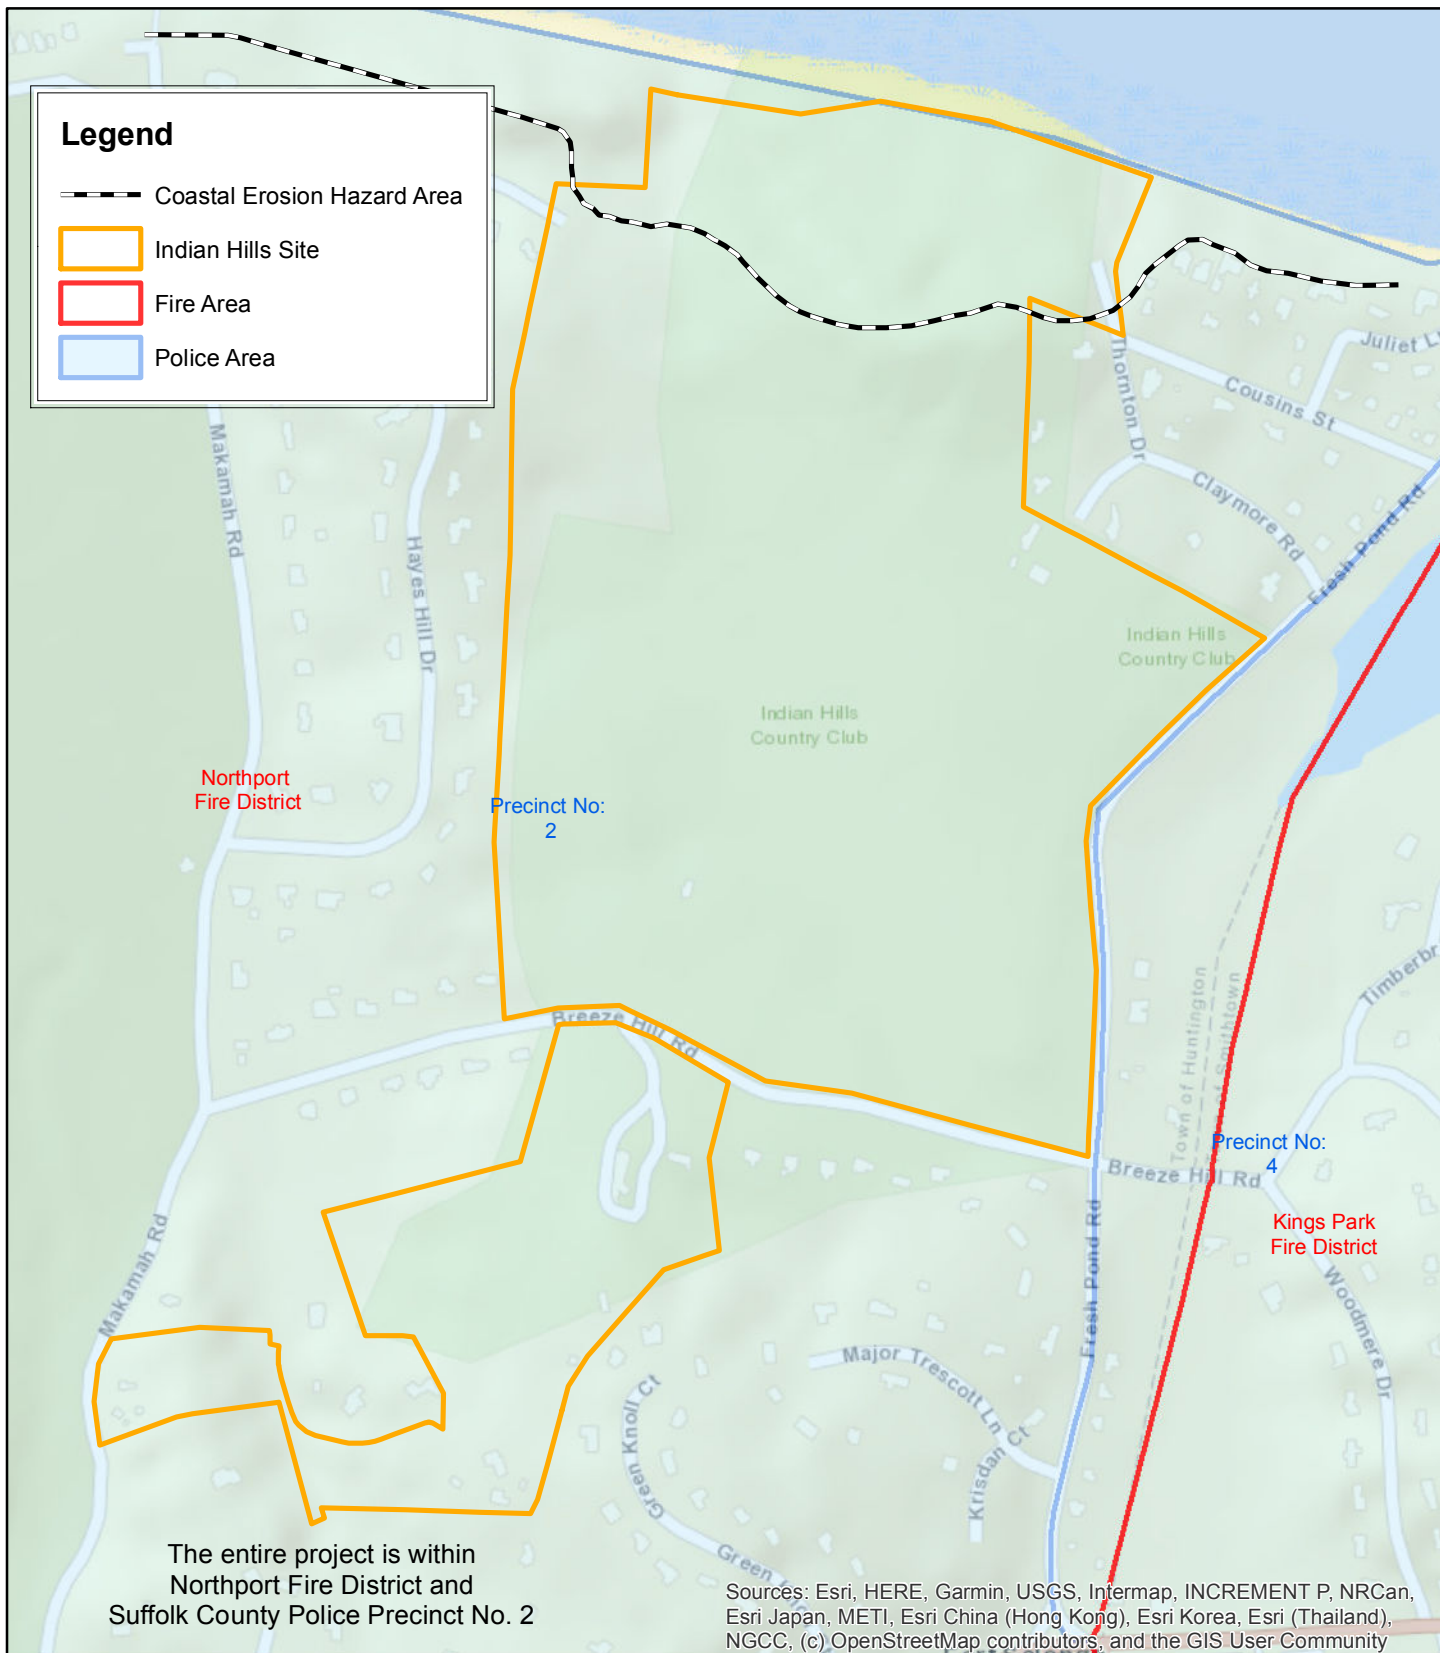 Legend
Coastal Erosion Hazard Area
Indian Hills Site
Fire Area
Police Area
Juliet L
Cousins St
Thornton Dr
Claymore Rd
Fresh Pond Rd
Makamah Rd
Hayes Hill Dr
Indian Hills
Country Club
Indian Hills
Country Club
Northport
Fire District
Precinct No:
2
Timberbr
Town of Huntington
Town of Smithtown
Breeze Hill Rd
Precinct No:
4
Breeze Hill Rd
Kings Park
Fire District
Makamah Rd
Fresh Pond Rd
Woodmere Dr
Major Trescott Ln
Krisdan Ct
Green Knoll Ct
Green
The entire project is within
Northport Fire District and
Suffolk County Police Precinct No. 2
Sources: Esri, HERE, Garmin, USGS, Intermap, INCREMENT P, NRCan,
Esri Japan, METI, Esri China (Hong Kong), Esri Korea, Esri (Thailand),
NGCC, (c) OpenStreetMap contributors, and the GIS User Community